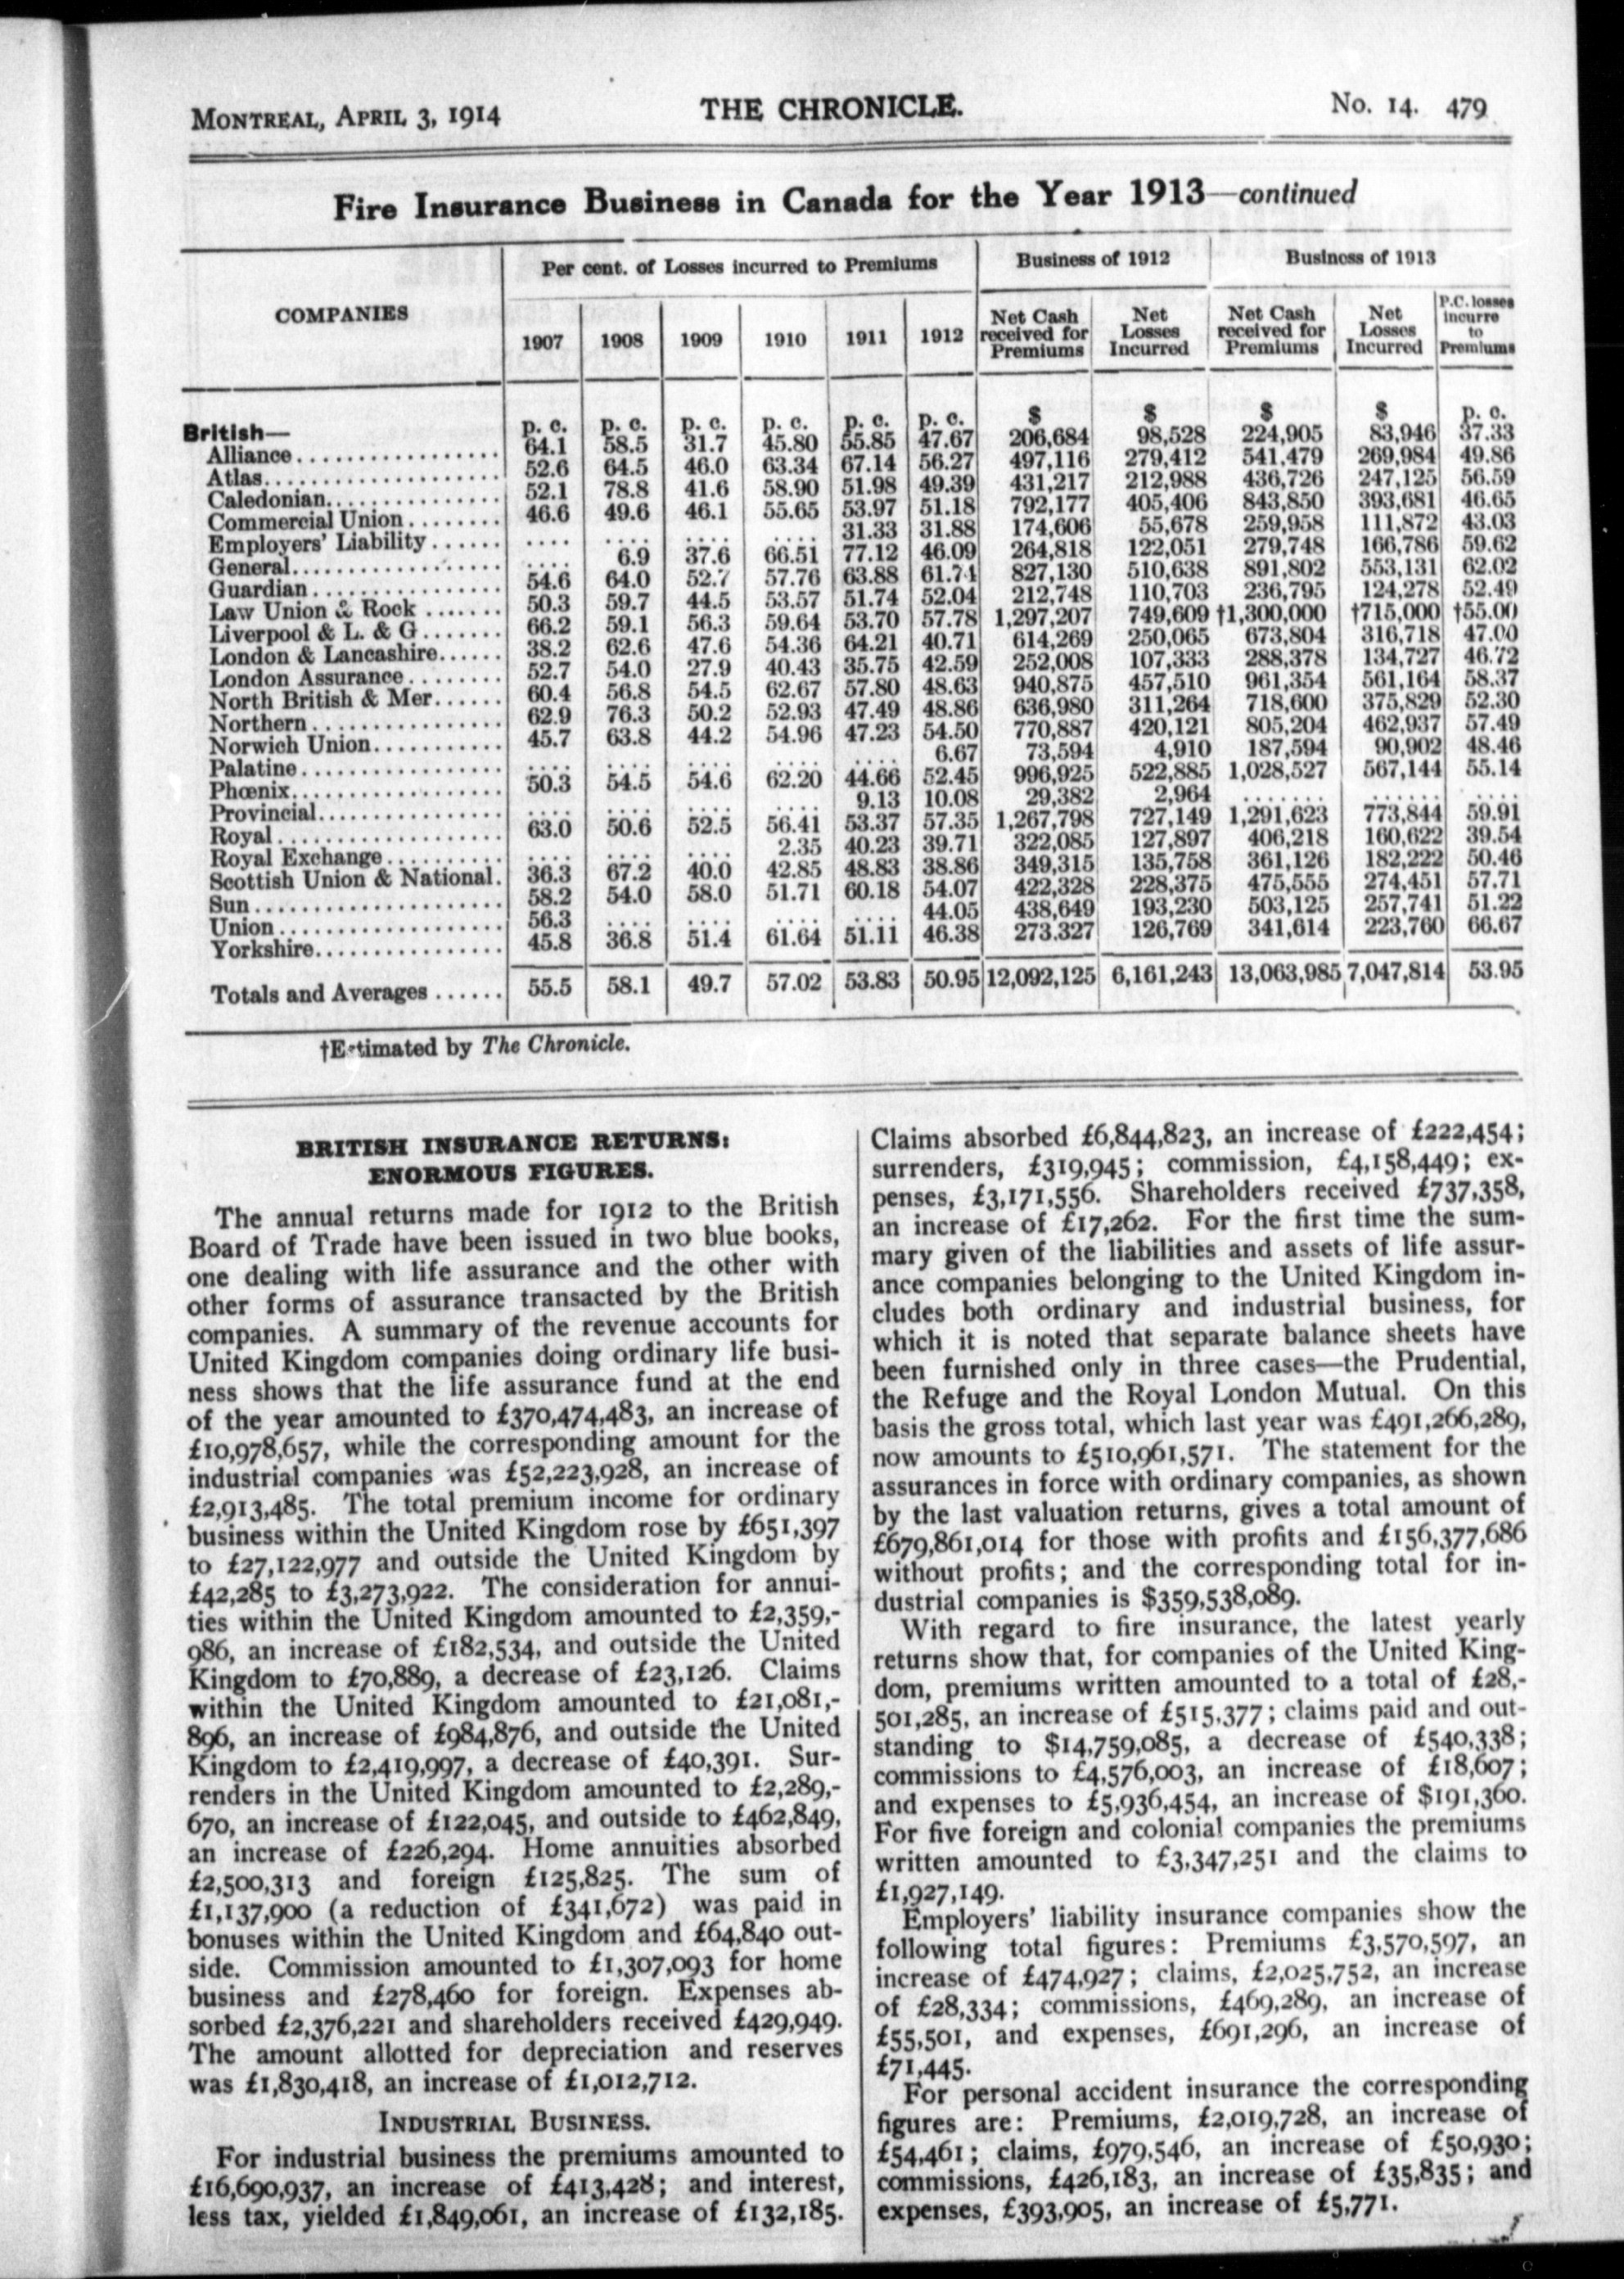 MONTREAL, APRIL 3, 1914 THE CHRONICLE. No. 14. 479
Fire Insurance Business in Canada for the Year 1913—continued
COMPANIES Per cent. of Losses incurred to Premiums Business of 1912 Business of 1913
1907 1908 1909 1910 1911 1912 Net Cash received for Premiums Net Losses Incurred Net Cash received for Premiums Net Losses Incurred P.C. losses incurre to Premiums
British— p. c. p. c. p. c. p. c. p. c. p. c. $ $ $ $ p. c.
Alliance................. 64.1 58.5 31.7 45.80 55.85 47.67 206,684 98,528 224,905 83,946 37.33
Atlas.................... 52.6 64.5 46.0 63.34 67.14 56.27 497,116 279,412 541,479 269,984 49.86
Caledonian............... 52.1 78.8 41.6 58.90 51.98 49.39 431,217 212,988 436,726 247,125 56.59
Commercial Union........ 46.6 49.6 46.1 55.65 53.97 51.18 792,177 405,406 843,850 393,681 46.65
Employers' Liability...... .... .... .... .... 31.33 31.88 174,606 55,678 259,958 111,872 43.03
General.................. .... 6.9 37.6 66.51 77.12 46.09 264,818 122,051 279,748 166,786 59.62
Guardian................ 54.6 64.0 52.7 57.76 63.88 61.74 827,130 510,638 891,802 553,131 62.02
Law Union & Rock ....... 50.3 59.7 44.5 53.57 51.74 52.04 212,748 110,703 236,795 124,278 52.49
Liverpool & L. & G....... 66.2 59.1 56.3 59.64 53.70 57.78 1,297,207 749,609 †1,300,000 †715,000 †55.00
London & Lancashire...... 38.2 62.6 47.6 54.36 64.21 40.71 614,269 250,065 673,804 316,718 47.00
London Assurance........ 52.7 54.0 27.9 40.43 35.75 42.59 252,008 107,333 288,378 134,727 46.72
North British & Mer...... 60.4 56.8 54.5 62.67 57.80 48.63 940,875 457,510 961,354 561,164 58.37
Northern................ 62.9 76.3 50.2 52.93 47.49 48.86 636,980 311,264 718,600 375,829 52.30
Norwich Union........... 45.7 63.8 44.2 54.96 47.23 54.50 770,887 420,121 805,204 462,937 57.49
Palatine................. .... .... .... .... .... 6.67 73,594 4,910 187,594 90,902 48.46
Phœnix.................. 50.3 54.5 54.6 62.20 44.66 52.45 996,925 522,885 1,028,527 567,144 55.14
Provincial................ .... .... .... .... 9.13 10.08 29,382 2,964 ....... ...... ....
Royal.................... 63.0 50.6 52.5 56.41 53.37 57.35 1,267,798 727,149 1,291,623 773,844 59.91
Royal Exchange.......... .... .... .... 2.35 40.23 39.71 322,085 127,897 406,218 160,622 39.54
Scottish Union & National. 36.3 67.2 40.0 42.85 48.83 38.86 349,315 135,758 361,126 182,222 50.46
Sun...................... 58.2 54.0 58.0 51.71 60.18 54.07 422,328 228,375 475,555 274,451 57.71
Union.................... 56.3 .... .... .... .... 44.05 438,649 193,230 503,125 257,741 51.22
Yorkshire................ 45.8 36.8 51.4 61.64 51.11 46.38 273.327 126,769 341,614 223,760 66.67
Totals and Averages ...... 55.5 58.1 49.7 57.02 53.83 50.95 12,092,125 6,161,243 13,063,985 7,047,814 53.95
†Estimated by The Chronicle.
BRITISH INSURANCE RETURNS:
ENORMOUS FIGURES.
The annual returns made for 1912 to the British
Board of Trade have been issued in two blue books,
one dealing with life assurance and the other with
other forms of assurance transacted by the British
companies. A summary of the revenue accounts for
United Kingdom companies doing ordinary life busi-
ness shows that the life assurance fund at the end
of the year amounted to £370,474,483, an increase of
£10,978,657, while the corresponding amount for the
industrial companies was £52,223,928, an increase of
£2,913,485. The total premium income for ordinary
business within the United Kingdom rose by £651,397
to £27,122,977 and outside the United Kingdom by
£42,285 to £3,273,922. The consideration for annui-
ties within the United Kingdom amounted to £2,359,-
986, an increase of £182,534, and outside the United
Kingdom to £70,889, a decrease of £23,126. Claims
within the United Kingdom amounted to £21,081,-
896, an increase of £984,876, and outside the United
Kingdom to £2,419,997, a decrease of £40,391. Sur-
renders in the United Kingdom amounted to £2,289,-
670, an increase of £122,045, and outside to £462,849,
an increase of £226,294. Home annuities absorbed
£2,500,313 and foreign £125,825. The sum of
£1,137,900 (a reduction of £341,672) was paid in
bonuses within the United Kingdom and £64,840 out-
side. Commission amounted to £1,307,093 for home
business and £278,460 for foreign. Expenses ab-
sorbed £2,376,221 and shareholders received £429,949.
The amount allotted for depreciation and reserves
was £1,830,418, an increase of £1,012,712.
INDUSTRIAL BUSINESS.
For industrial business the premiums amounted to
£16,690,937, an increase of £413,428; and interest,
less tax, yielded £1,849,061, an increase of £132,185.
Claims absorbed £6,844,823, an increase of £222,454;
surrenders, £319,945; commission, £4,158,449; ex-
penses, £3,171,556. Shareholders received £737,358,
an increase of £17,262. For the first time the sum-
mary given of the liabilities and assets of life assur-
ance companies belonging to the United Kingdom in-
cludes both ordinary and industrial business, for
which it is noted that separate balance sheets have
been furnished only in three cases—the Prudential,
the Refuge and the Royal London Mutual. On this
basis the gross total, which last year was £491,266,289,
now amounts to £510,961,571. The statement for the
assurances in force with ordinary companies, as shown
by the last valuation returns, gives a total amount of
£679,861,014 for those with profits and £156,377,686
without profits; and the corresponding total for in-
dustrial companies is $359,538,089.
With regard to fire insurance, the latest yearly
returns show that, for companies of the United King-
dom, premiums written amounted to a total of £28,-
501,285, an increase of £515,377; claims paid and out-
standing to $14,759,085, a decrease of £540,338;
commissions to £4,576,003, an increase of £18,607;
and expenses to £5,936,454, an increase of $191,360.
For five foreign and colonial companies the premiums
written amounted to £3,347,251 and the claims to
£1,927,149.
Employers' liability insurance companies show the
following total figures: Premiums £3,570,597, an
increase of £474,927; claims, £2,025,752, an increase
of £28,334; commissions, £469,289, an increase of
£55,501, and expenses, £691,296, an increase of
£71,445.
For personal accident insurance the corresponding
figures are: Premiums, £2,019,728, an increase of
£54,461; claims, £979,546, an increase of £50,930;
commissions, £426,183, an increase of £35,835; and
expenses, £393,905, an increase of £5,771.